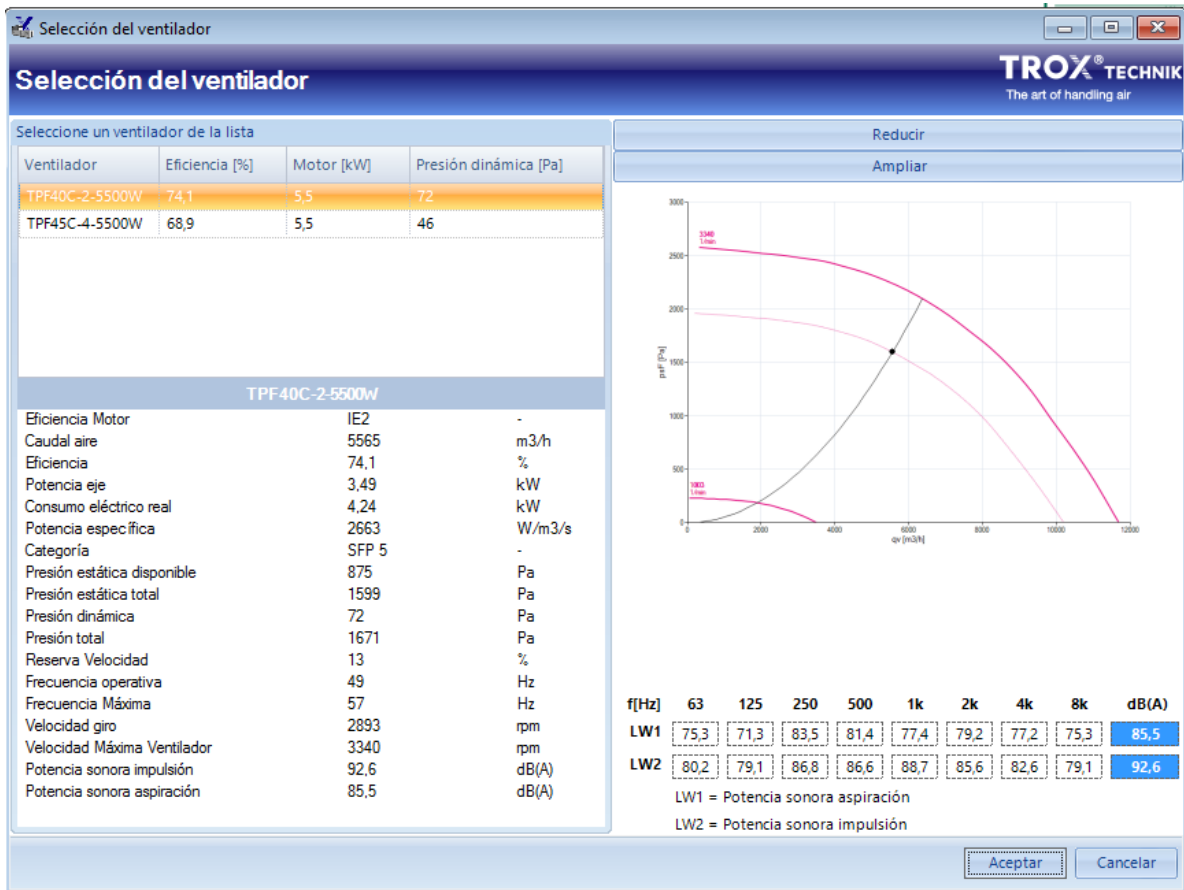 Selección del ventilador
Selección del ventilador
TROX® TECHNIK
The art of handling air
Seleccione un ventilador de la lista
Ventilador Eficiencia [%] Motor [kW] Presión dinámica [Pa]
TPF40C-2-5500W 74,1 5,5 72
TPF45C-4-5500W 68,9 5,5 46
TPF40C-2-5500W
Eficiencia Motor IE2 -
Caudal aire 5565 m3/h
Eficiencia 74,1 %
Potencia eje 3,49 kW
Consumo eléctrico real 4,24 kW
Potencia específica 2663 W/m3/s
Categoría SFP 5 -
Presión estática disponible 875 Pa
Presión estática total 1599 Pa
Presión dinámica 72 Pa
Presión total 1671 Pa
Reserva Velocidad 13 %
Frecuencia operativa 49 Hz
Frecuencia Máxima 57 Hz
Velocidad giro 2893 rpm
Velocidad Máxima Ventilador 3340 rpm
Potencia sonora impulsión 92,6 dB(A)
Potencia sonora aspiración 85,5 dB(A)
Reducir
Ampliar
3000
3340
1/min
2500
2000
1500
1000
500
1/min
0
0 2000 4000 6000 8000 10000 12000
qv [m3/h]
f[Hz] 63 125 250 500 1k 2k 4k 8k dB(A)
LW1 75,3 71,3 83,5 81,4 77,4 79,2 77,2 75,3 85,5
LW2 80,2 79,1 86,8 86,6 88,7 85,6 82,6 79,1 92,6
LW1 = Potencia sonora aspiración
LW2 = Potencia sonora impulsión
Aceptar Cancelar